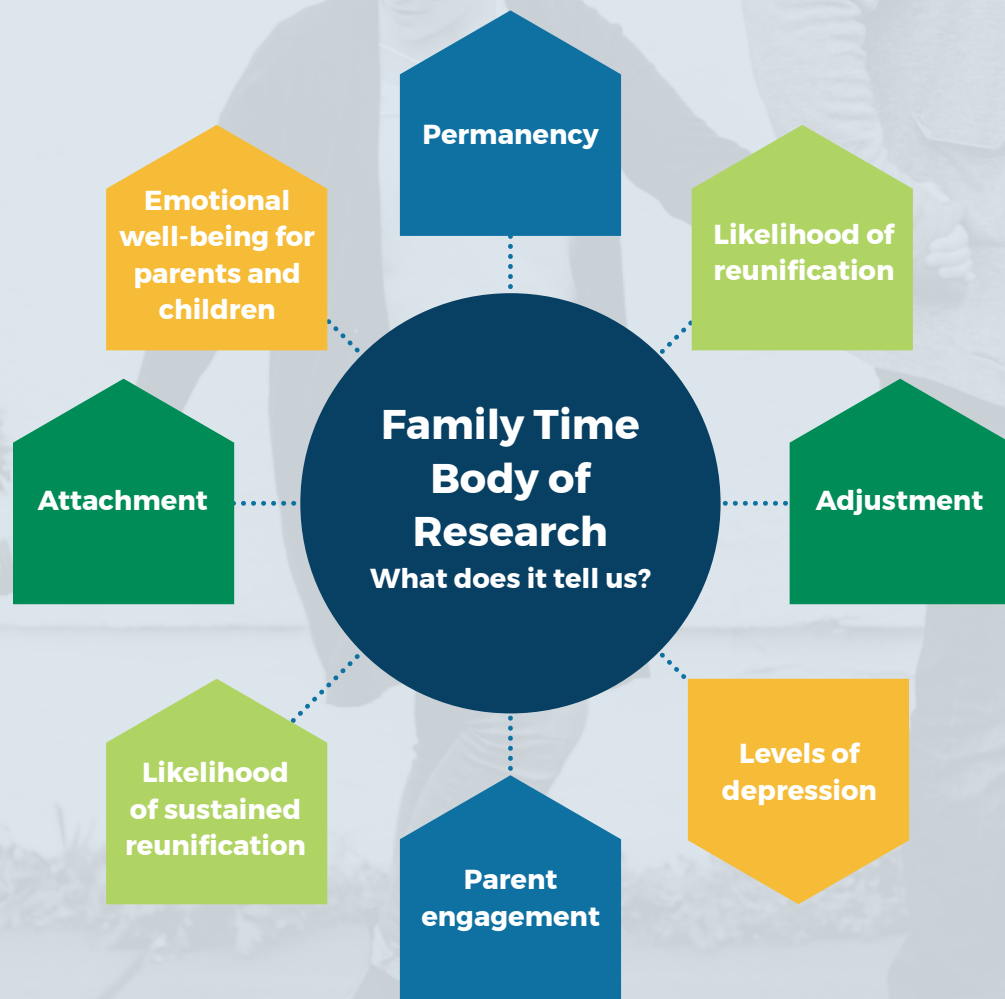 Permanency
Emotional
well-being for
parents and
children
Likelihood of
reunification
Family Time
Body of
Research
What does it tell us?
Attachment
Adjustment
Likelihood
of sustained
reunification
Levels of
depression
Parent
engagement